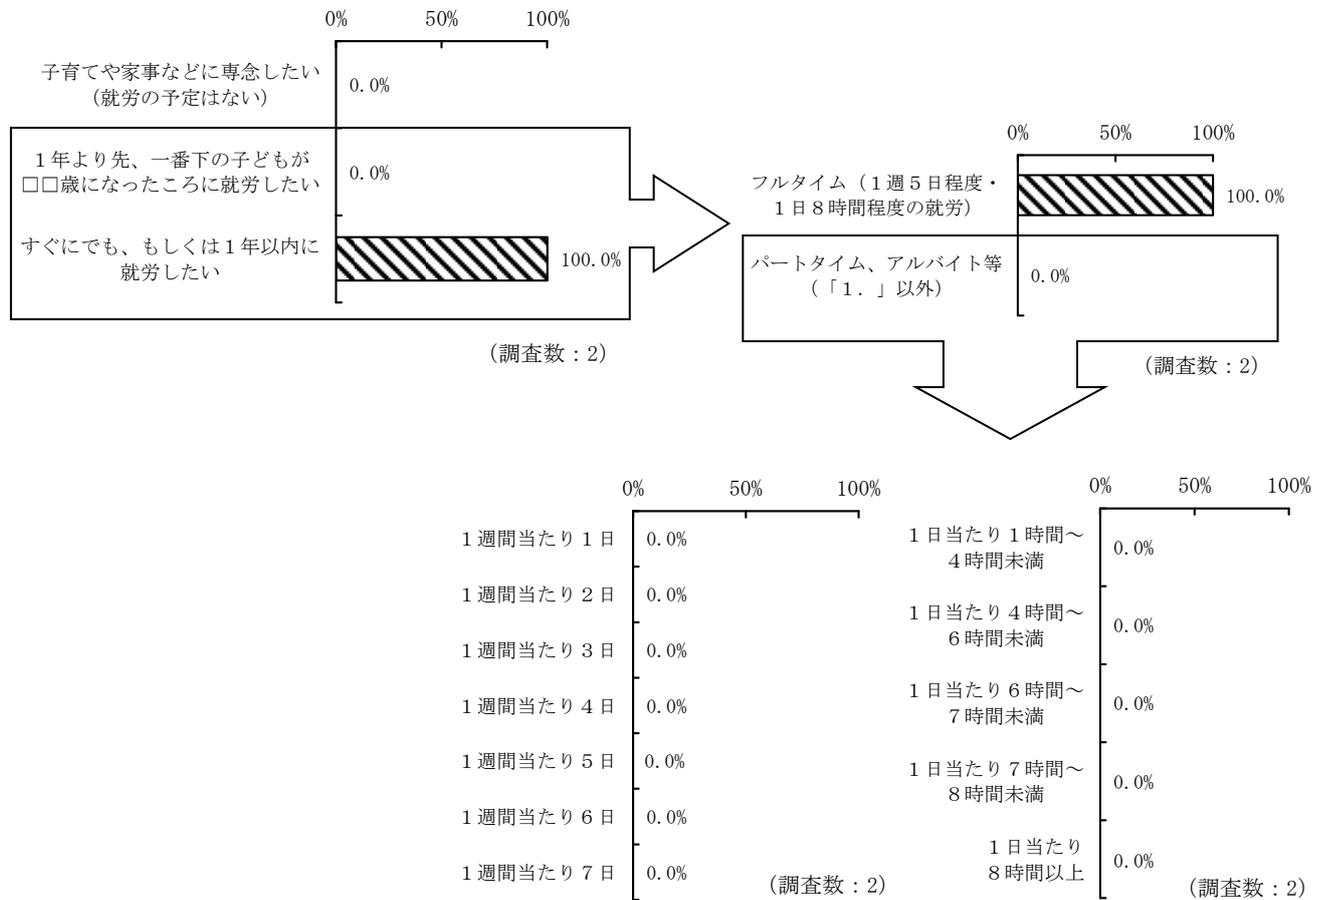 0% 50% 100%
子育てや家事などに専念したい
（就労の予定はない）
0.0%
１年より先、一番下の子どもが
□□歳になったころに就労したい
0.0%
すぐにでも、もしくは１年以内に
就労したい
100.0%
（調査数：2）
0% 50% 100%
フルタイム（１週５日程度・
１日８時間程度の就労）
100.0%
パートタイム、アルバイト等
（「１．」以外）
0.0%
（調査数：2）
0% 50% 100%
１週間当たり１日 0.0%
１週間当たり２日 0.0%
１週間当たり３日 0.0%
１週間当たり４日 0.0%
１週間当たり５日 0.0%
１週間当たり６日 0.0%
１週間当たり７日 0.0%
（調査数：2）
0% 50% 100%
１日当たり１時間～
４時間未満
0.0%
１日当たり４時間～
６時間未満
0.0%
１日当たり６時間～
７時間未満
0.0%
１日当たり７時間～
８時間未満
0.0%
１日当たり
８時間以上
0.0%
（調査数：2）